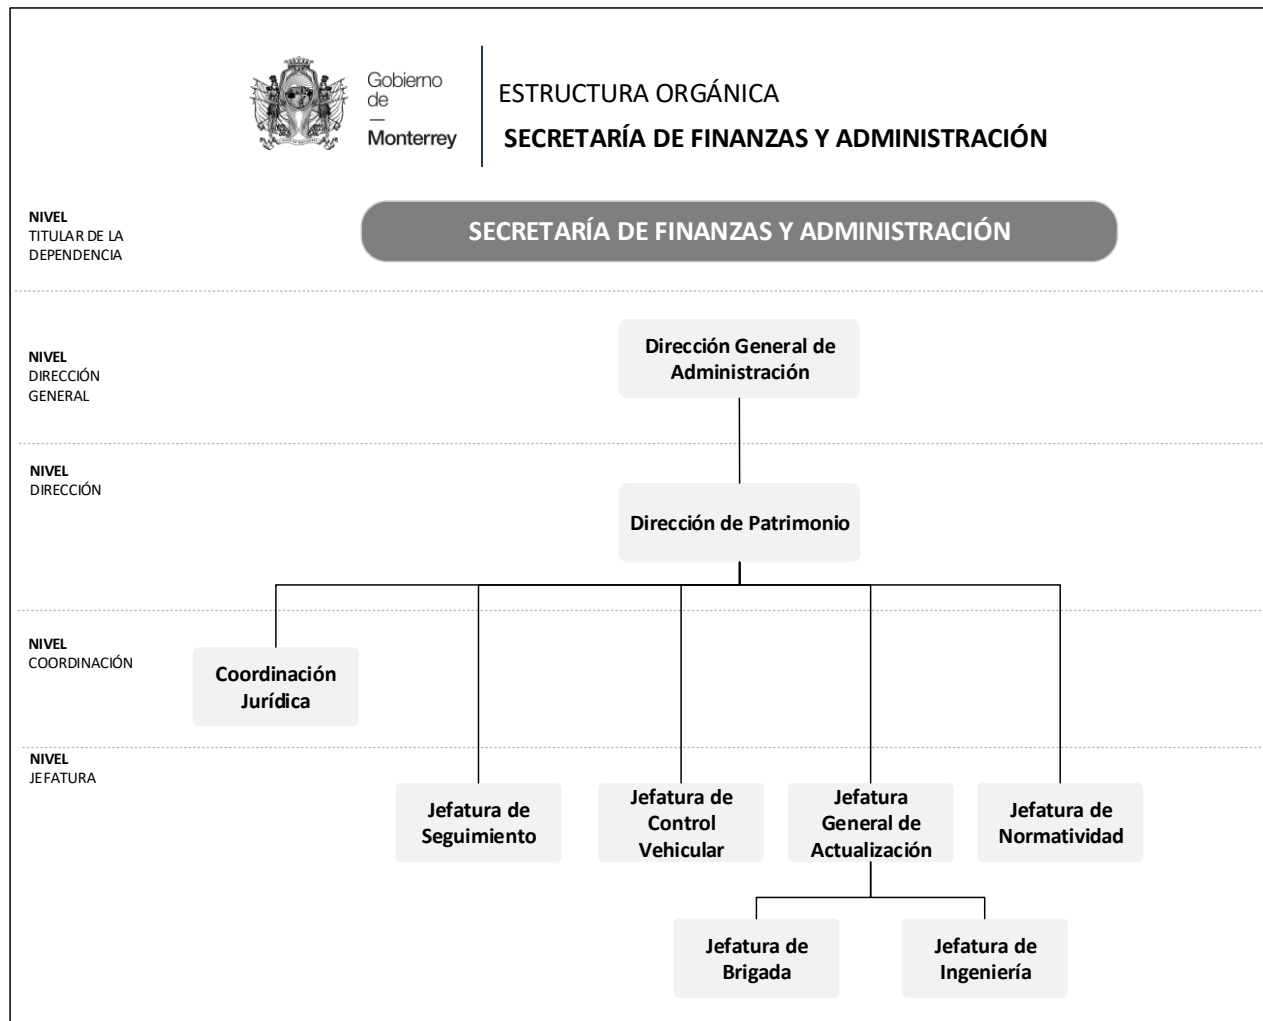 Gobierno
de
—
Monterrey
ESTRUCTURA ORGÁNICA
SECRETARÍA DE FINANZAS Y ADMINISTRACIÓN
NIVEL
TITULAR DE LA
DEPENDENCIA
SECRETARÍA DE FINANZAS Y ADMINISTRACIÓN
NIVEL
DIRECCIÓN
GENERAL
Dirección General de
Administración
NIVEL
DIRECCIÓN
Dirección de Patrimonio
NIVEL
COORDINACIÓN
Coordinación
Jurídica
NIVEL
JEFATURA
Jefatura de
Seguimiento
Jefatura de
Control
Vehicular
Jefatura
General de
Actualización
Jefatura de
Normatividad
Jefatura de
Brigada
Jefatura de
Ingeniería